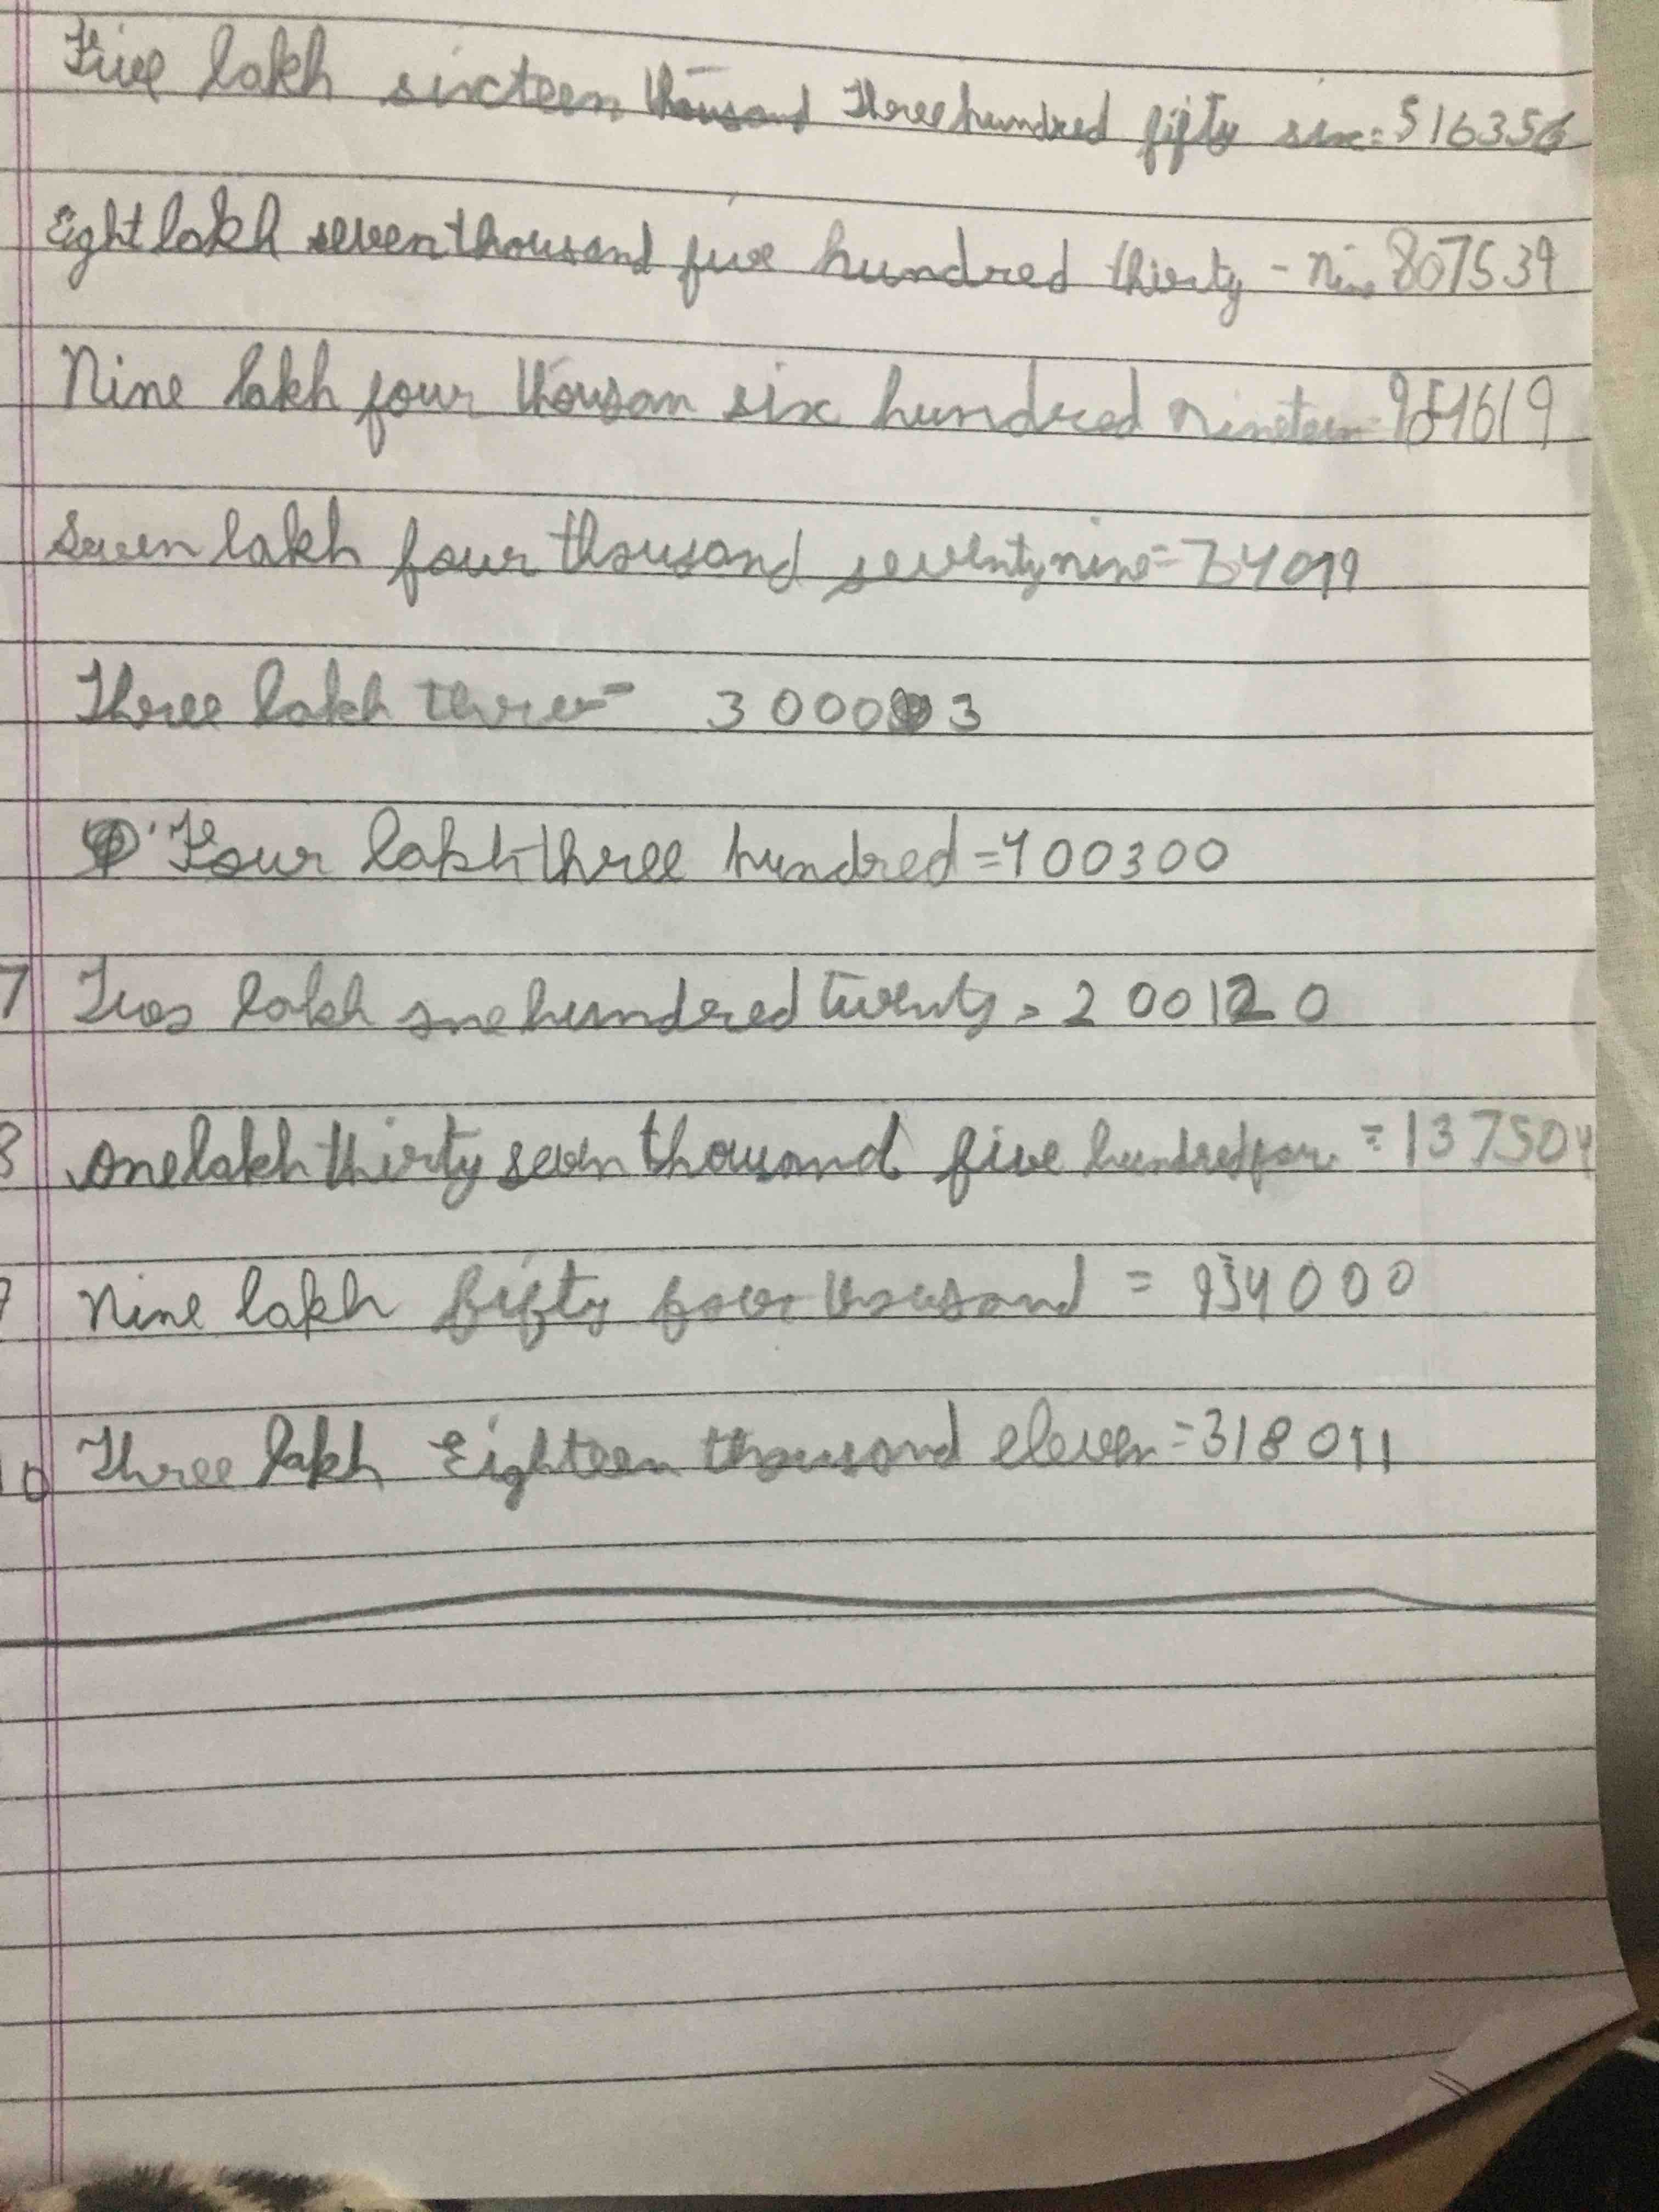 Five lakh sixteen thousand Three hundred fifty six = 516356
Eight lakh seven thousand five hundred thirty - Nine 807539
Nine lakh four thousan six hundred nineteen 954619
Seven lakh four thousand seventy nine = 74079
Three lakh three = 300003
Four lakh three hundred = 400300
7 Two lakh one hundred twenty = 200120
8 one lakh thirty seven thousand five hundred four = 137504
9 Nine lakh fifty four thousand = 954000
10 Three lakh Eighteen thousand eleven = 318011